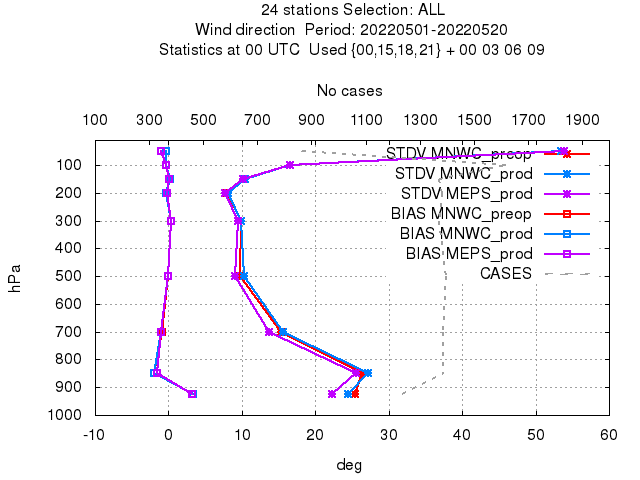 24 stations Selection: ALL
Wind direction  Period: 20220501-20220520
Statistics at 00 UTC  Used {00,15,18,21} + 00 03 06 09
No cases
100 350 600 750 900 1100 1300 1500 1700 1900
STDV MNWC_preop
STDV MNWC_prod
STDV MEPS_prod
BIAS MNWC_preop
BIAS MNWC_prod
BIAS MEPS_prod
CASES
hPa
100
200
300
400
500
600
700
800
900
1000
-10 0 10 20 30 40 50 60
deg